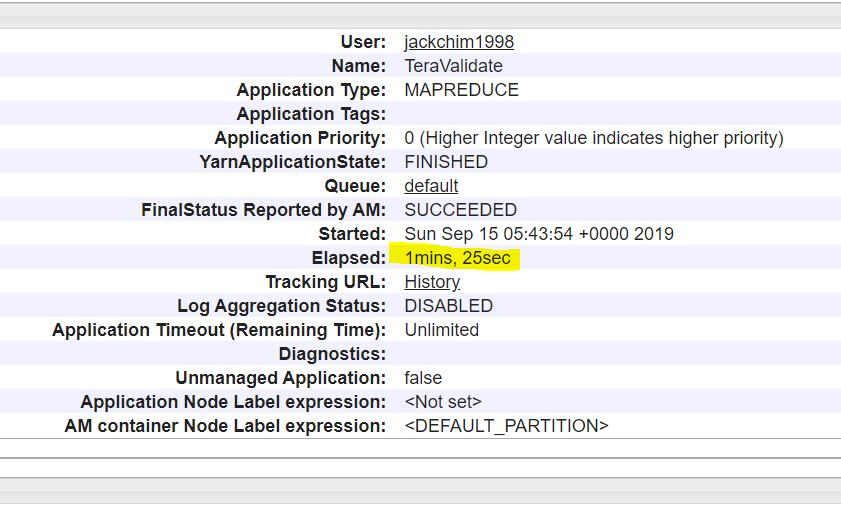 User: jackchim1998
Name: TeraValidate
Application Type: MAPREDUCE
Application Tags:
Application Priority: 0 (Higher Integer value indicates higher priority)
YarnApplicationState: FINISHED
Queue: default
FinalStatus Reported by AM: SUCCEEDED
Started: Sun Sep 15 05:43:54 +0000 2019
Elapsed: 1mins, 25sec
Tracking URL: History
Log Aggregation Status: DISABLED
Application Timeout (Remaining Time): Unlimited
Diagnostics:
Unmanaged Application: false
Application Node Label expression: <Not set>
AM container Node Label expression: <DEFAULT_PARTITION>